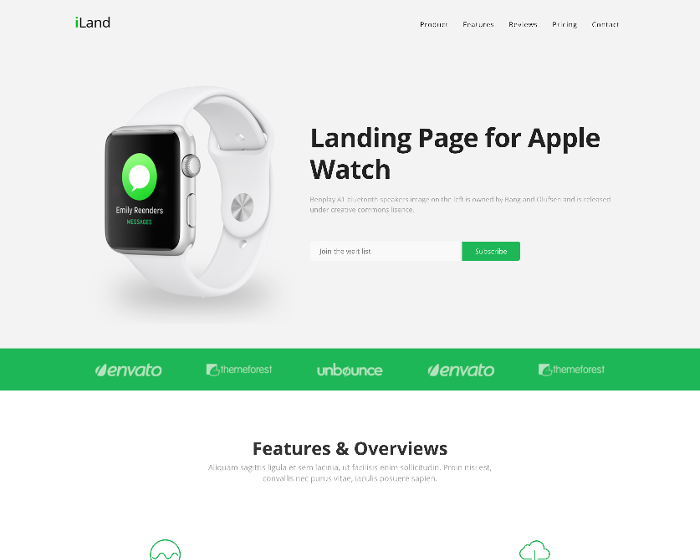 iLand
Product Features Reviews Pricing Contact
Landing Page for Apple
Watch
Beoplay A1 bluetooth speakers image on the left is owned by Bang and Olufsen and is released
under creative commons lisence.
Emily Reenders
MESSAGES
Join the wait list Subscribe
envato themeforest unbounce envato themeforest
Features & Overviews
Aliquam sagittis ligula et sem lacinia, ut facilisis enim sollicitudin. Proin nisi est,
convallis nec purus vitae, iaculis posuere sapien.